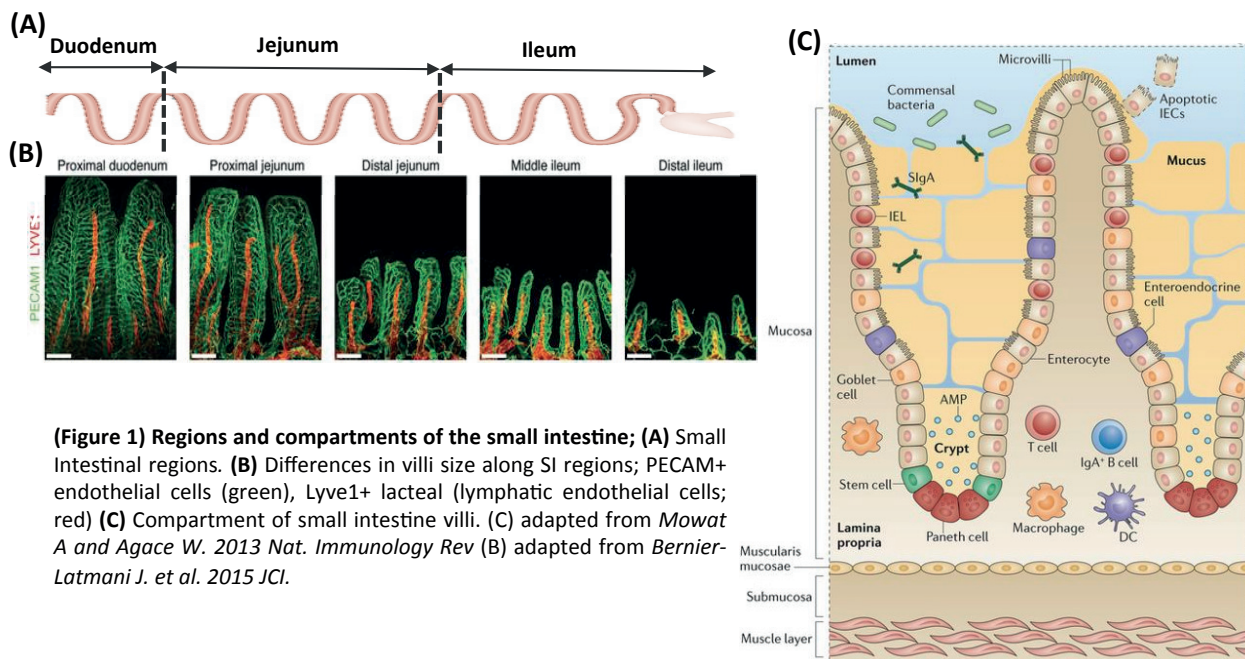 (A)
Duodenum
Jejunum
Ileum
(B)
Proximal duodenum
Proximal jejunum
Distal jejunum
Middle ileum
Distal ileum
PECAM1 LYVE1
(Figure 1) Regions and compartments of the small intestine; (A) Small
Intestinal regions. (B) Differences in villi size along SI regions; PECAM+
endothelial cells (green), Lyve1+ lacteal (lymphatic endothelial cells;
red) (C) Compartment of small intestine villi. (C) adapted from Mowat
A and Agace W. 2013 Nat. Immunology Rev (B) adapted from Bernier-
Latmani J. et al. 2015 JCI.
(C)
Lumen
Microvilli
Commensal
bacteria
Apoptotic
IECs
SIgA
Mucus
IEL
Enteroendocrine
cell
Mucosa
Enterocyte
Goblet
cell
AMP
Crypt
T cell
IgA+ B cell
Stem cell
Macrophage
Paneth cell
DC
Lamina
propria
Muscularis
mucosae
Submucosa
Muscle layer